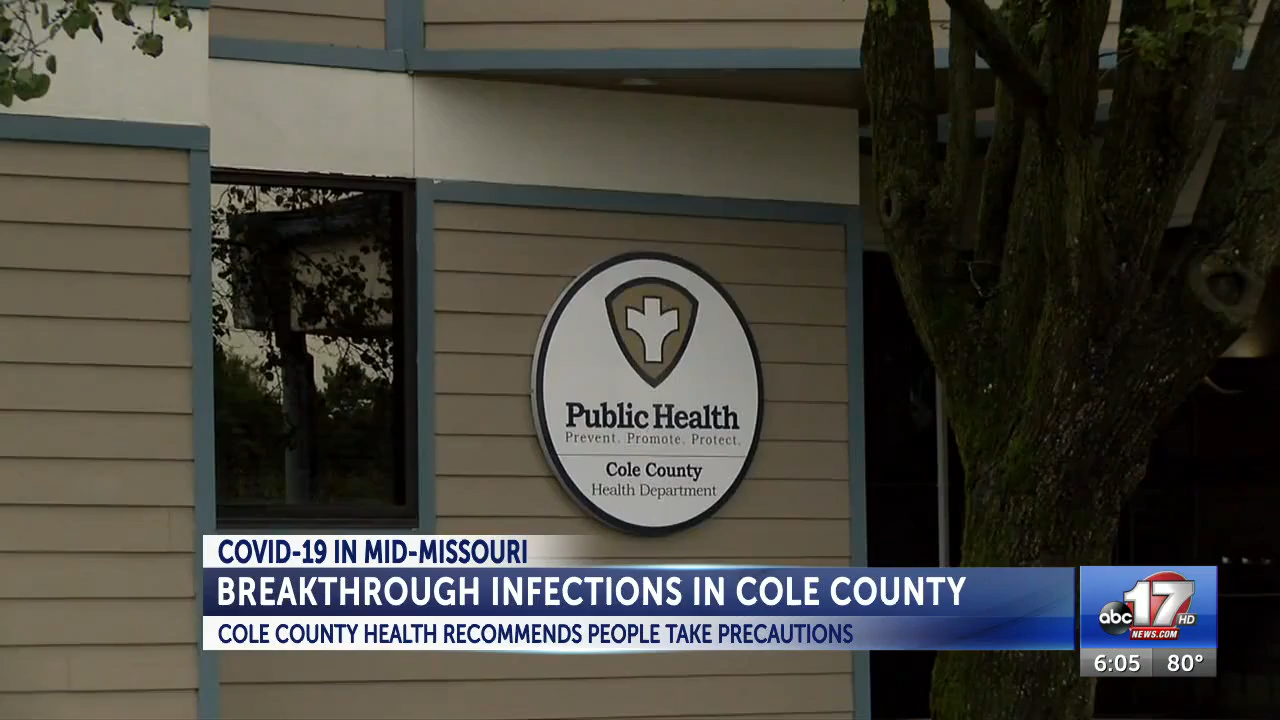 Public Health
Prevent. Promote. Protect.
Cole County
Health Department
COVID-19 IN MID-MISSOURI
BREAKTHROUGH INFECTIONS IN COLE COUNTY
COLE COUNTY HEALTH RECOMMENDS PEOPLE TAKE PRECAUTIONS
abc 17 HD
NEWS.COM
6:05 80°